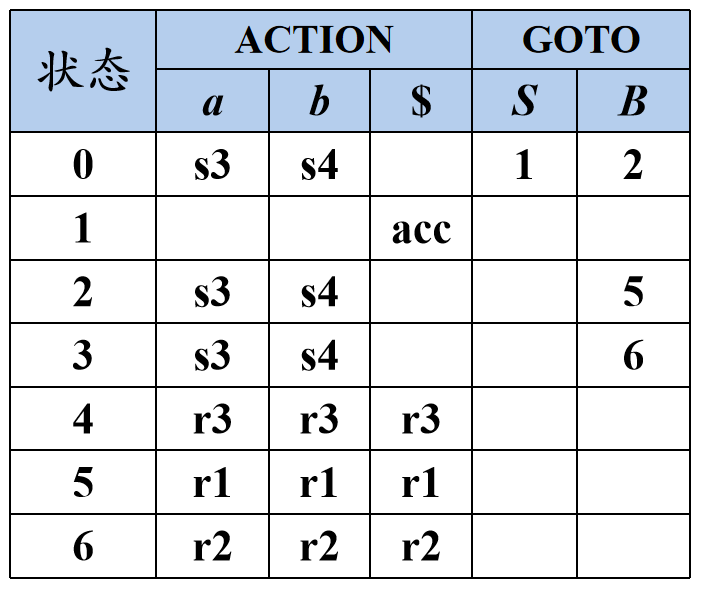 状态 ACTION GOTO
a b $ S B
0 s3 s4 1 2
1 acc
2 s3 s4 5
3 s3 s4 6
4 r3 r3 r3
5 r1 r1 r1
6 r2 r2 r2